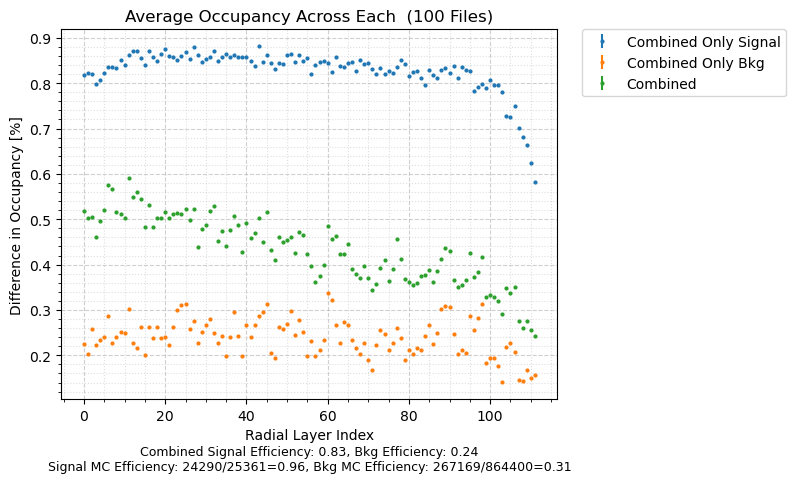 Average Occupancy Across Each  (100 Files)
Combined Only Signal
Combined Only Bkg
Combined
Difference in Occupancy [%]
0.9
0.8
0.7
0.6
0.5
0.4
0.3
0.2
0 20 40 60 80 100
Radial Layer Index
Combined Signal Efficiency: 0.83, Bkg Efficiency: 0.24
Signal MC Efficiency: 24290/25361=0.96, Bkg MC Efficiency: 267169/864400=0.31